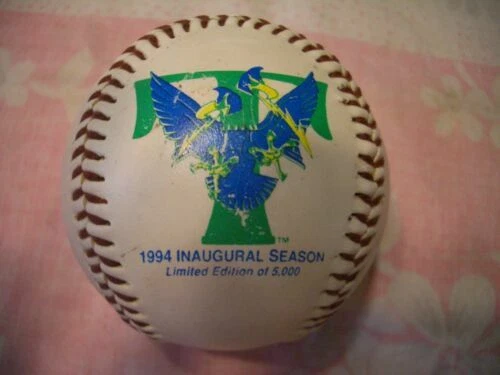 T
TM
1994 INAUGURAL SEASON
Limited Edition of 5,000